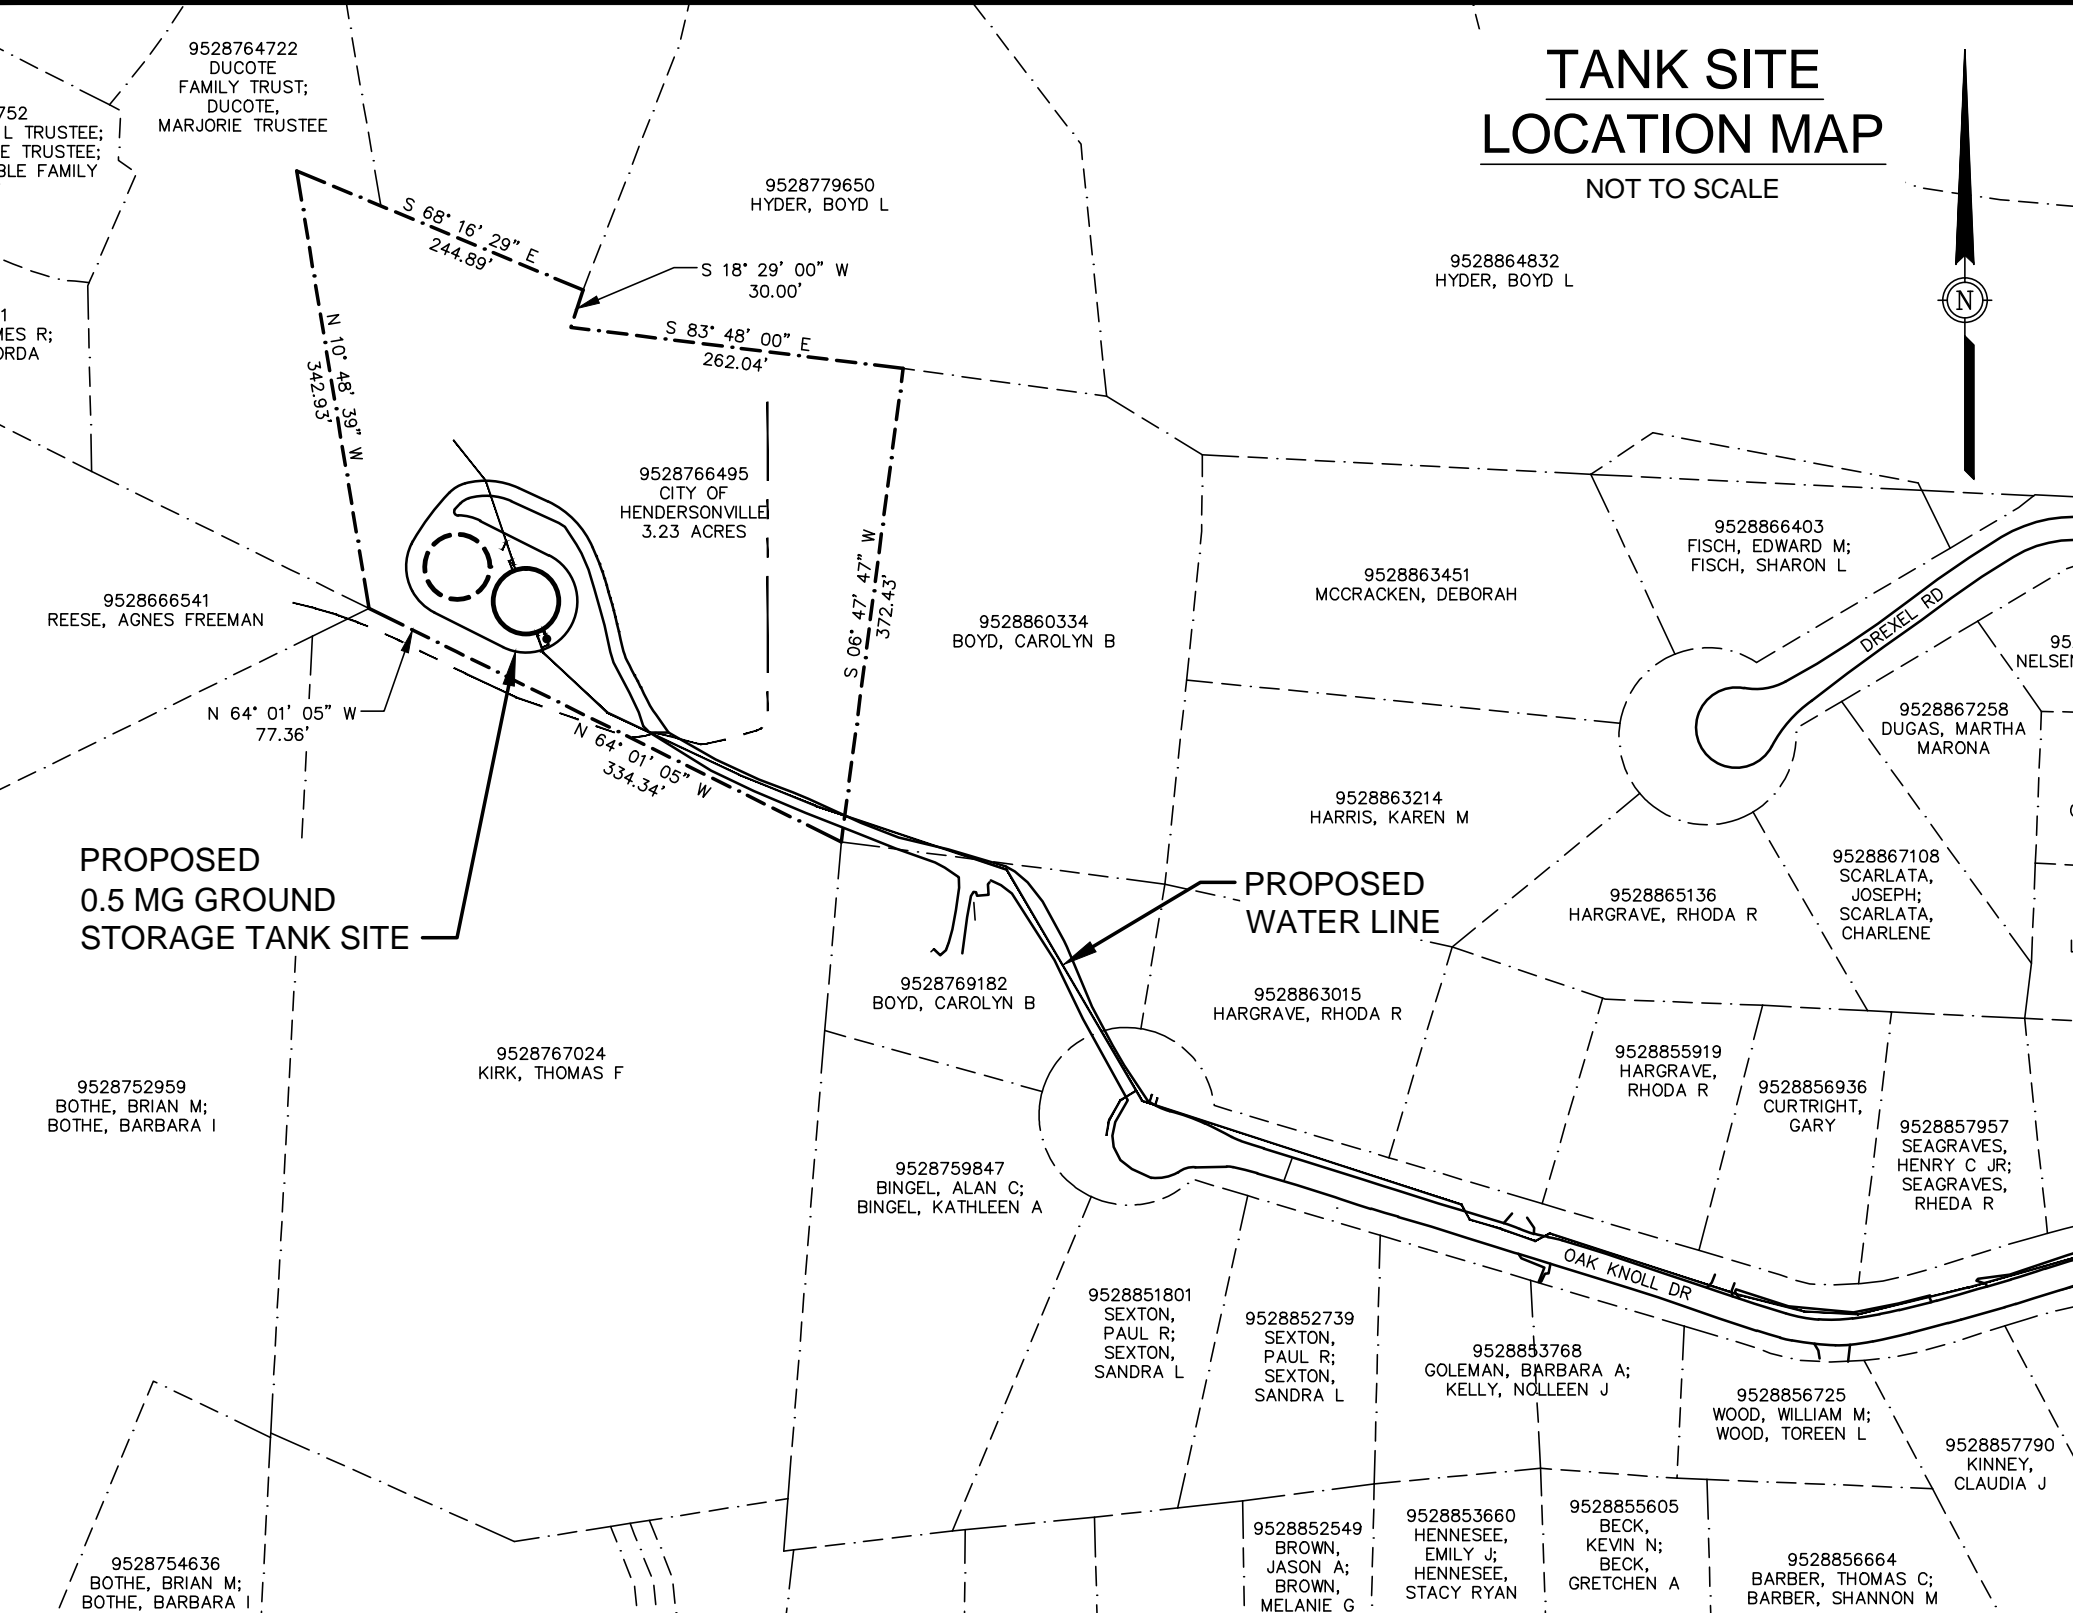 TANK SITE
LOCATION MAP
NOT TO SCALE
N
9528764722
DUCOTE
FAMILY TRUST;
DUCOTE,
MARJORIE TRUSTEE
752
L TRUSTEE;
E TRUSTEE;
BLE FAMILY
1
MES R;
ORDA
9528779650
HYDER, BOYD L
9528864832
HYDER, BOYD L
S 68° 16' 29" E
244.89'
S 18° 29' 00" W
30.00'
S 83° 48' 00" E
262.04'
N 10° 48' 39" W
342.93'
9528766495
CITY OF
HENDERSONVILLE
3.23 ACRES
S 06° 47' 47" W
372.43'
9528666541
REESE, AGNES FREEMAN
N 64° 01' 05" W
77.36'
N 64° 01' 05" W
334.34'
9528860334
BOYD, CAROLYN B
9528863451
MCCRACKEN, DEBORAH
9528866403
FISCH, EDWARD M;
FISCH, SHARON L
DREXEL RD
95
NELSEN
9528867258
DUGAS, MARTHA
MARONA
9528863214
HARRIS, KAREN M
9528867108
SCARLATA,
JOSEPH;
SCARLATA,
CHARLENE
9528865136
HARGRAVE, RHODA R
PROPOSED
0.5 MG GROUND
STORAGE TANK SITE
PROPOSED
WATER LINE
9528769182
BOYD, CAROLYN B
9528863015
HARGRAVE, RHODA R
9528767024
KIRK, THOMAS F
9528752959
BOTHE, BRIAN M;
BOTHE, BARBARA I
9528855919
HARGRAVE,
RHODA R
9528856936
CURTRIGHT,
GARY
9528857957
SEAGRAVES,
HENRY C JR;
SEAGRAVES,
RHEDA R
9528759847
BINGEL, ALAN C;
BINGEL, KATHLEEN A
OAK KNOLL DR
9528851801
SEXTON,
PAUL R;
SEXTON,
SANDRA L
9528852739
SEXTON,
PAUL R;
SEXTON,
SANDRA L
9528853768
GOLEMAN, BARBARA A;
KELLY, NOLLEEN J
9528856725
WOOD, WILLIAM M;
WOOD, TOREEN L
9528857790
KINNEY,
CLAUDIA J
9528754636
BOTHE, BRIAN M;
BOTHE, BARBARA I
9528852549
BROWN,
JASON A;
BROWN,
MELANIE G
9528853660
HENNESEE,
EMILY J;
HENNESEE,
STACY RYAN
9528855605
BECK,
KEVIN N;
BECK,
GRETCHEN A
9528856664
BARBER, THOMAS C;
BARBER, SHANNON M